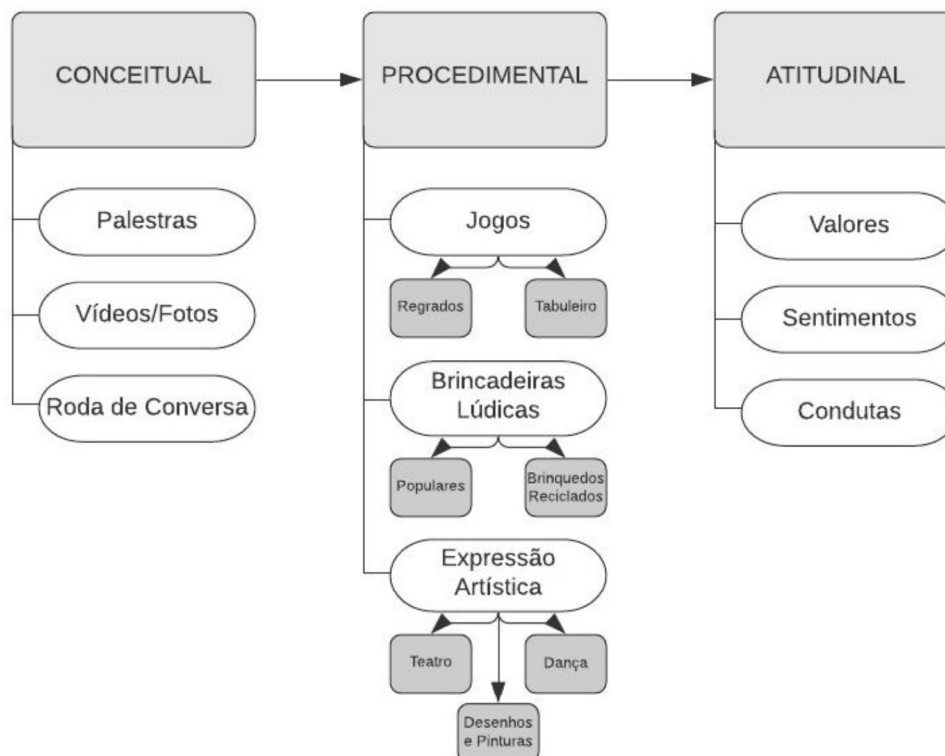 CONCEITUAL
PROCEDIMENTAL
ATITUDINAL
Palestras
Vídeos/Fotos
Roda de Conversa
Jogos
Regrados
Tabuleiro
Brincadeiras
Lúdicas
Populares
Brinquedos
Reciclados
Expressão
Artística
Teatro
Dança
Desenhos
e Pinturas
Valores
Sentimentos
Condutas